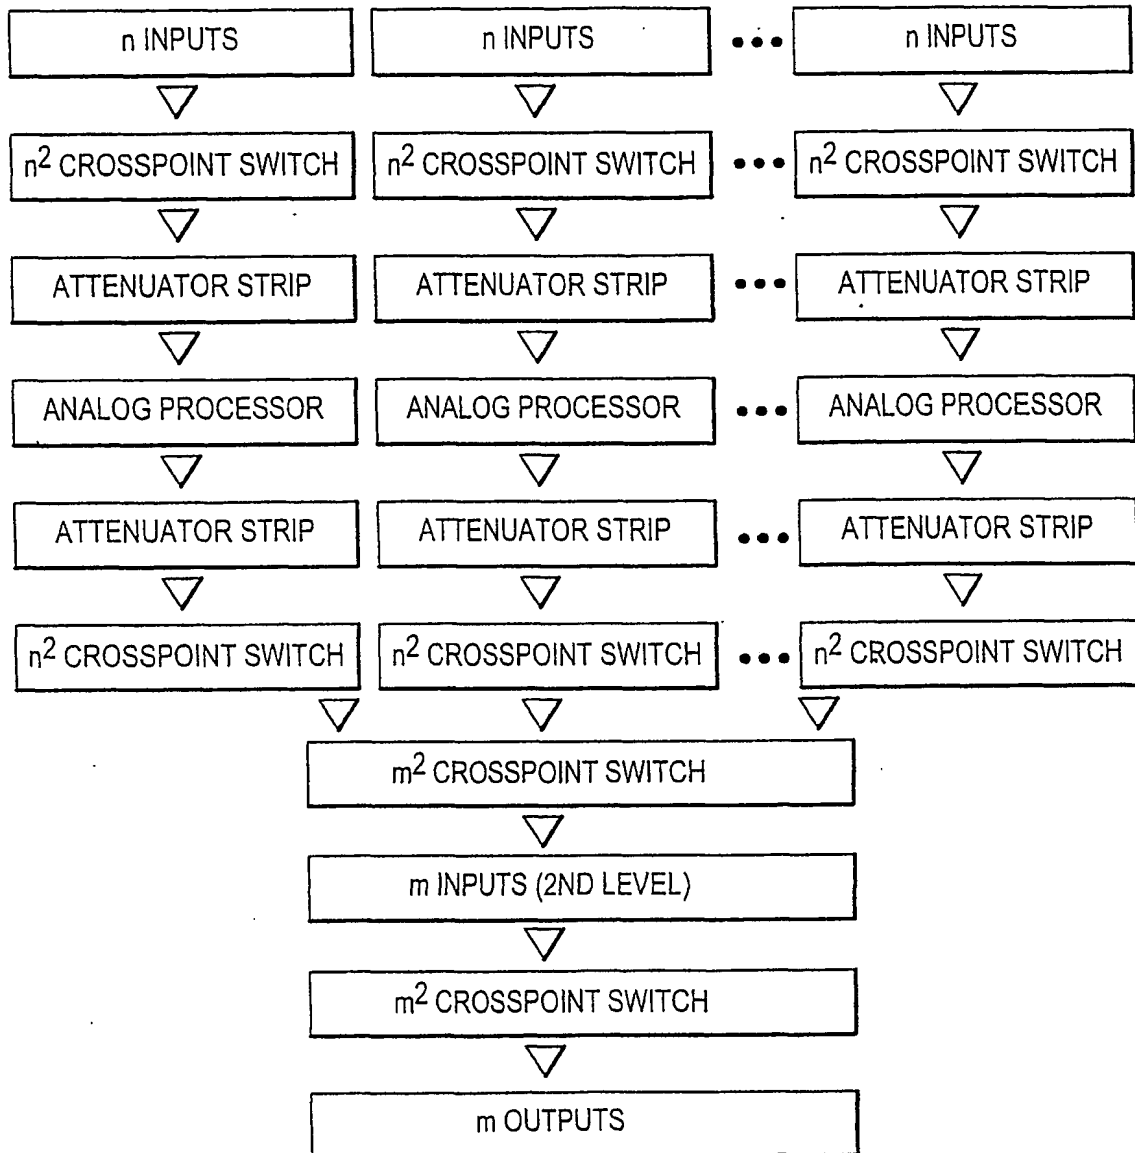 n INPUTS n INPUTS ••• n INPUTS
n² CROSSPOINT SWITCH n² CROSSPOINT SWITCH ••• n² CROSSPOINT SWITCH
ATTENUATOR STRIP ATTENUATOR STRIP ••• ATTENUATOR STRIP
ANALOG PROCESSOR ANALOG PROCESSOR ••• ANALOG PROCESSOR
ATTENUATOR STRIP ATTENUATOR STRIP ••• ATTENUATOR STRIP
n² CROSSPOINT SWITCH n² CROSSPOINT SWITCH ••• n² CROSSPOINT SWITCH
m² CROSSPOINT SWITCH
m INPUTS (2ND LEVEL)
m² CROSSPOINT SWITCH
m OUTPUTS